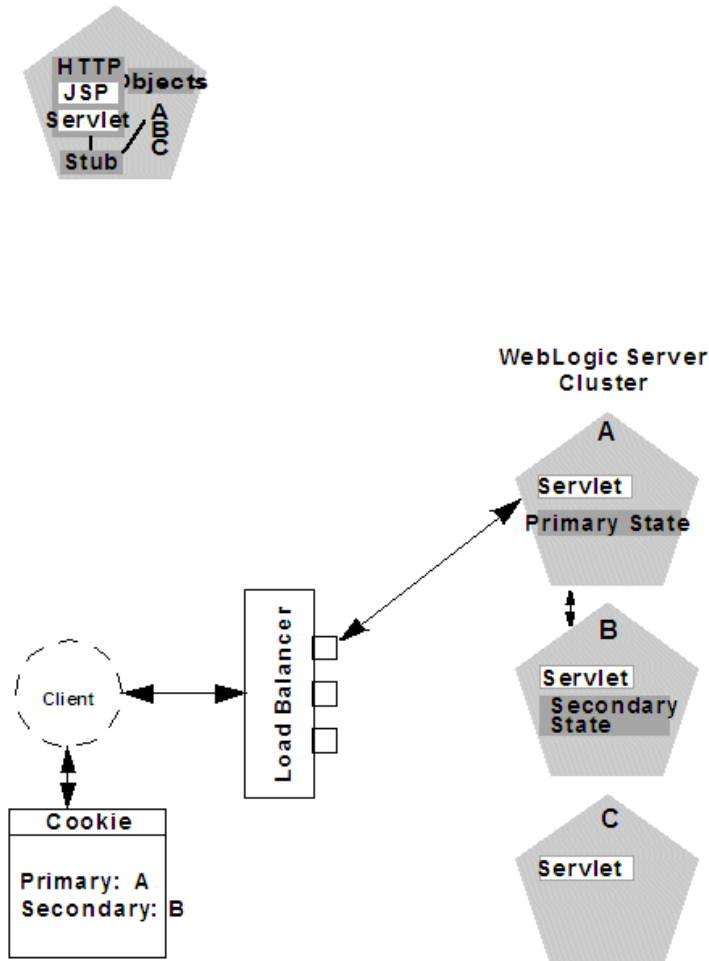 HTTP
Objects
JSP
Servlet
A
B
C
Stub
WebLogic Server
Cluster
A
Servlet
Primary State
B
Servlet
Secondary
State
Load Balancer
Client
Cookie
Primary: A
Secondary: B
C
Servlet